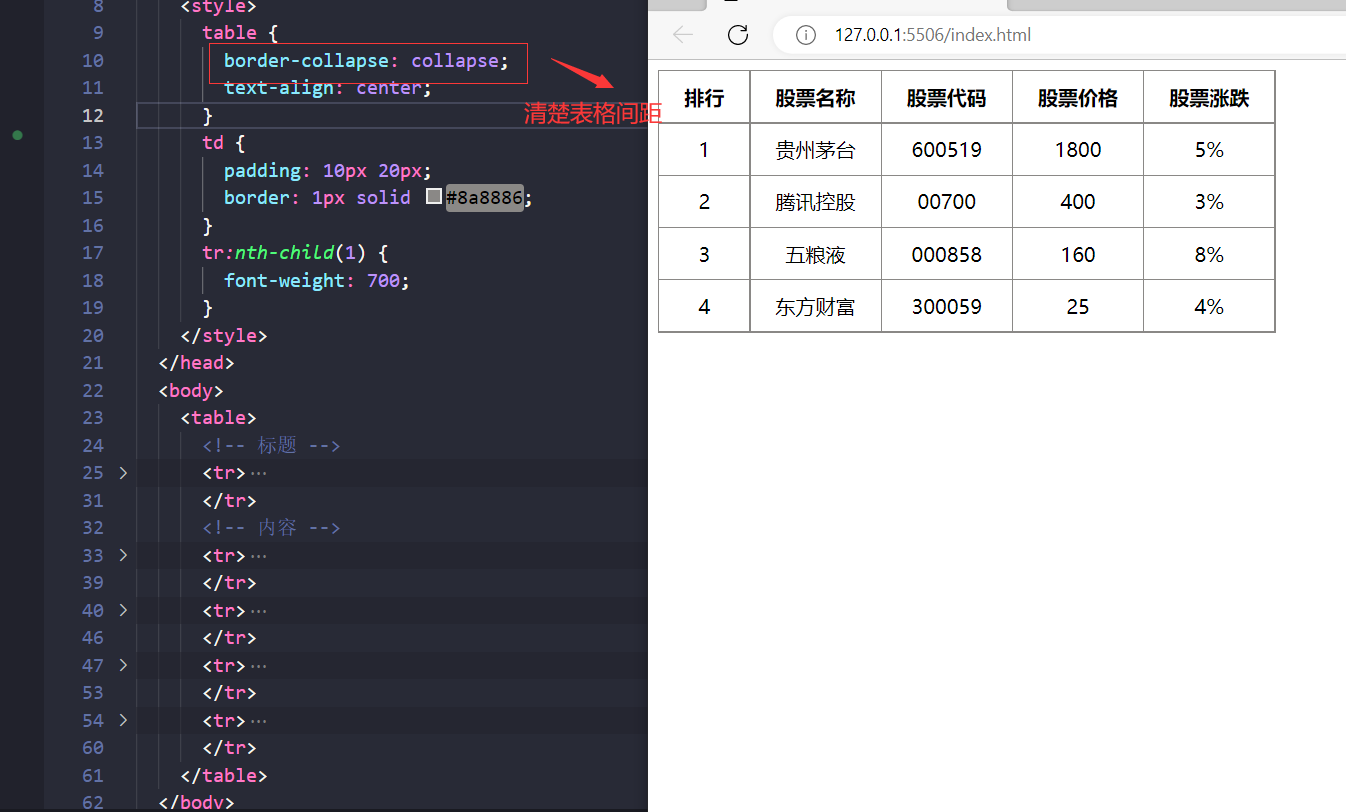 8 <style>
9 table {
10 border-collapse: collapse;
11 text-align: center;
12 }
13 td {
14 padding: 10px 20px;
15 border: 1px solid #8a8886;
16 }
17 tr:nth-child(1) {
18 font-weight: 700;
19 }
20 </style>
21 </head>
22 <body>
23 <table>
24 <!-- 标题 -->
25 <tr>···
31 </tr>
32 <!-- 内容 -->
33 <tr>···
39 </tr>
40 <tr>···
46 </tr>
47 <tr>···
53 </tr>
54 <tr>···
60 </tr>
61 </table>
62 </body>
清楚表格间距
127.0.0.1:5506/index.html
排行 股票名称 股票代码 股票价格 股票涨跌
1 贵州茅台 600519 1800 5%
2 腾讯控股 00700 400 3%
3 五粮液 000858 160 8%
4 东方财富 300059 25 4%